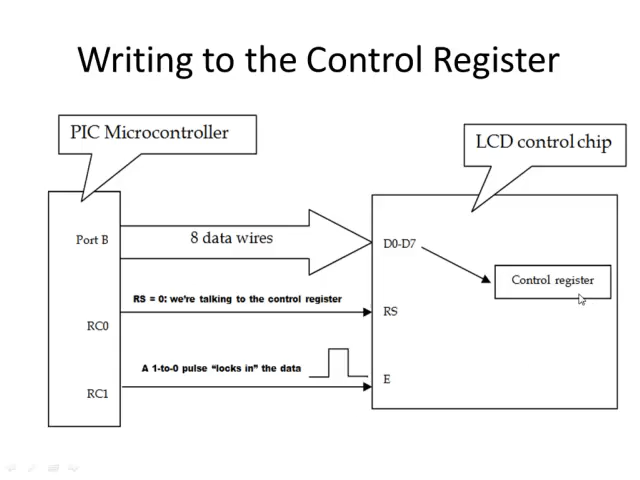 Writing to the Control Register
PIC Microcontroller
LCD control chip
Port B
8 data wires
D0-D7
Control register
RS = 0: we're talking to the control register
RC0
RS
A 1-to-0 pulse “locks in” the data
E
RC1